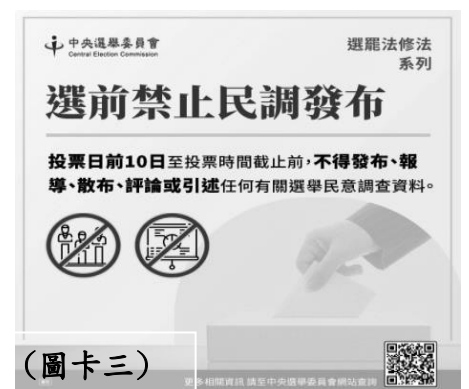 中央選舉委員會
Central Election Commission
選罷法修法
系列
選前禁止民調發布
投票日前10日至投票時間截止前，不得發布、報
導、散布、評論或引述任何有關選舉民意調查資料。
(圖卡三)
更多相關資訊 請至中央選舉委員會網站查詢